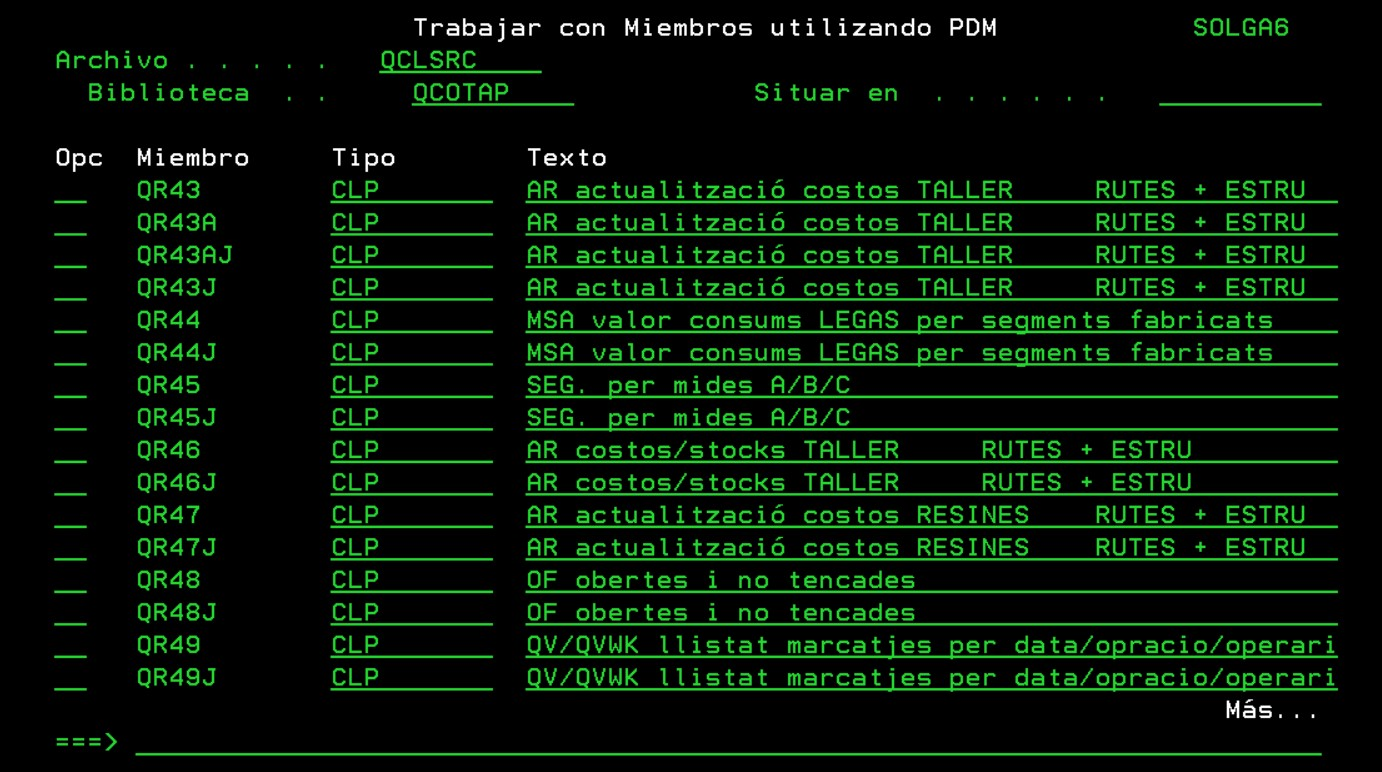 Trabajar con Miembros utilizando PDM SOLGA6
Archivo . . . . . QCLSRC
Biblioteca . . QCOTAP Situar en . . . . . .
Opc Miembro Tipo Texto
QR43 CLP AR actualització costos TALLER RUTES + ESTRU
QR43A CLP AR actualització costos TALLER RUTES + ESTRU
QR43AJ CLP AR actualització costos TALLER RUTES + ESTRU
QR43J CLP AR actualització costos TALLER RUTES + ESTRU
QR44 CLP MSA valor consums LEGAS per segments fabricats
QR44J CLP MSA valor consums LEGAS per segments fabricats
QR45 CLP SEG. per mides A/B/C
QR45J CLP SEG. per mides A/B/C
QR46 CLP AR costos/stocks TALLER RUTES + ESTRU
QR46J CLP AR costos/stocks TALLER RUTES + ESTRU
QR47 CLP AR actualització costos RESINES RUTES + ESTRU
QR47J CLP AR actualització costos RESINES RUTES + ESTRU
QR48 CLP OF obertes i no tencades
QR48J CLP OF obertes i no tencades
QR49 CLP QV/QVWK llistat marcatjes per data/opracio/operari
QR49J CLP QV/QVWK llistat marcatjes per data/opracio/operari
Más...
===>